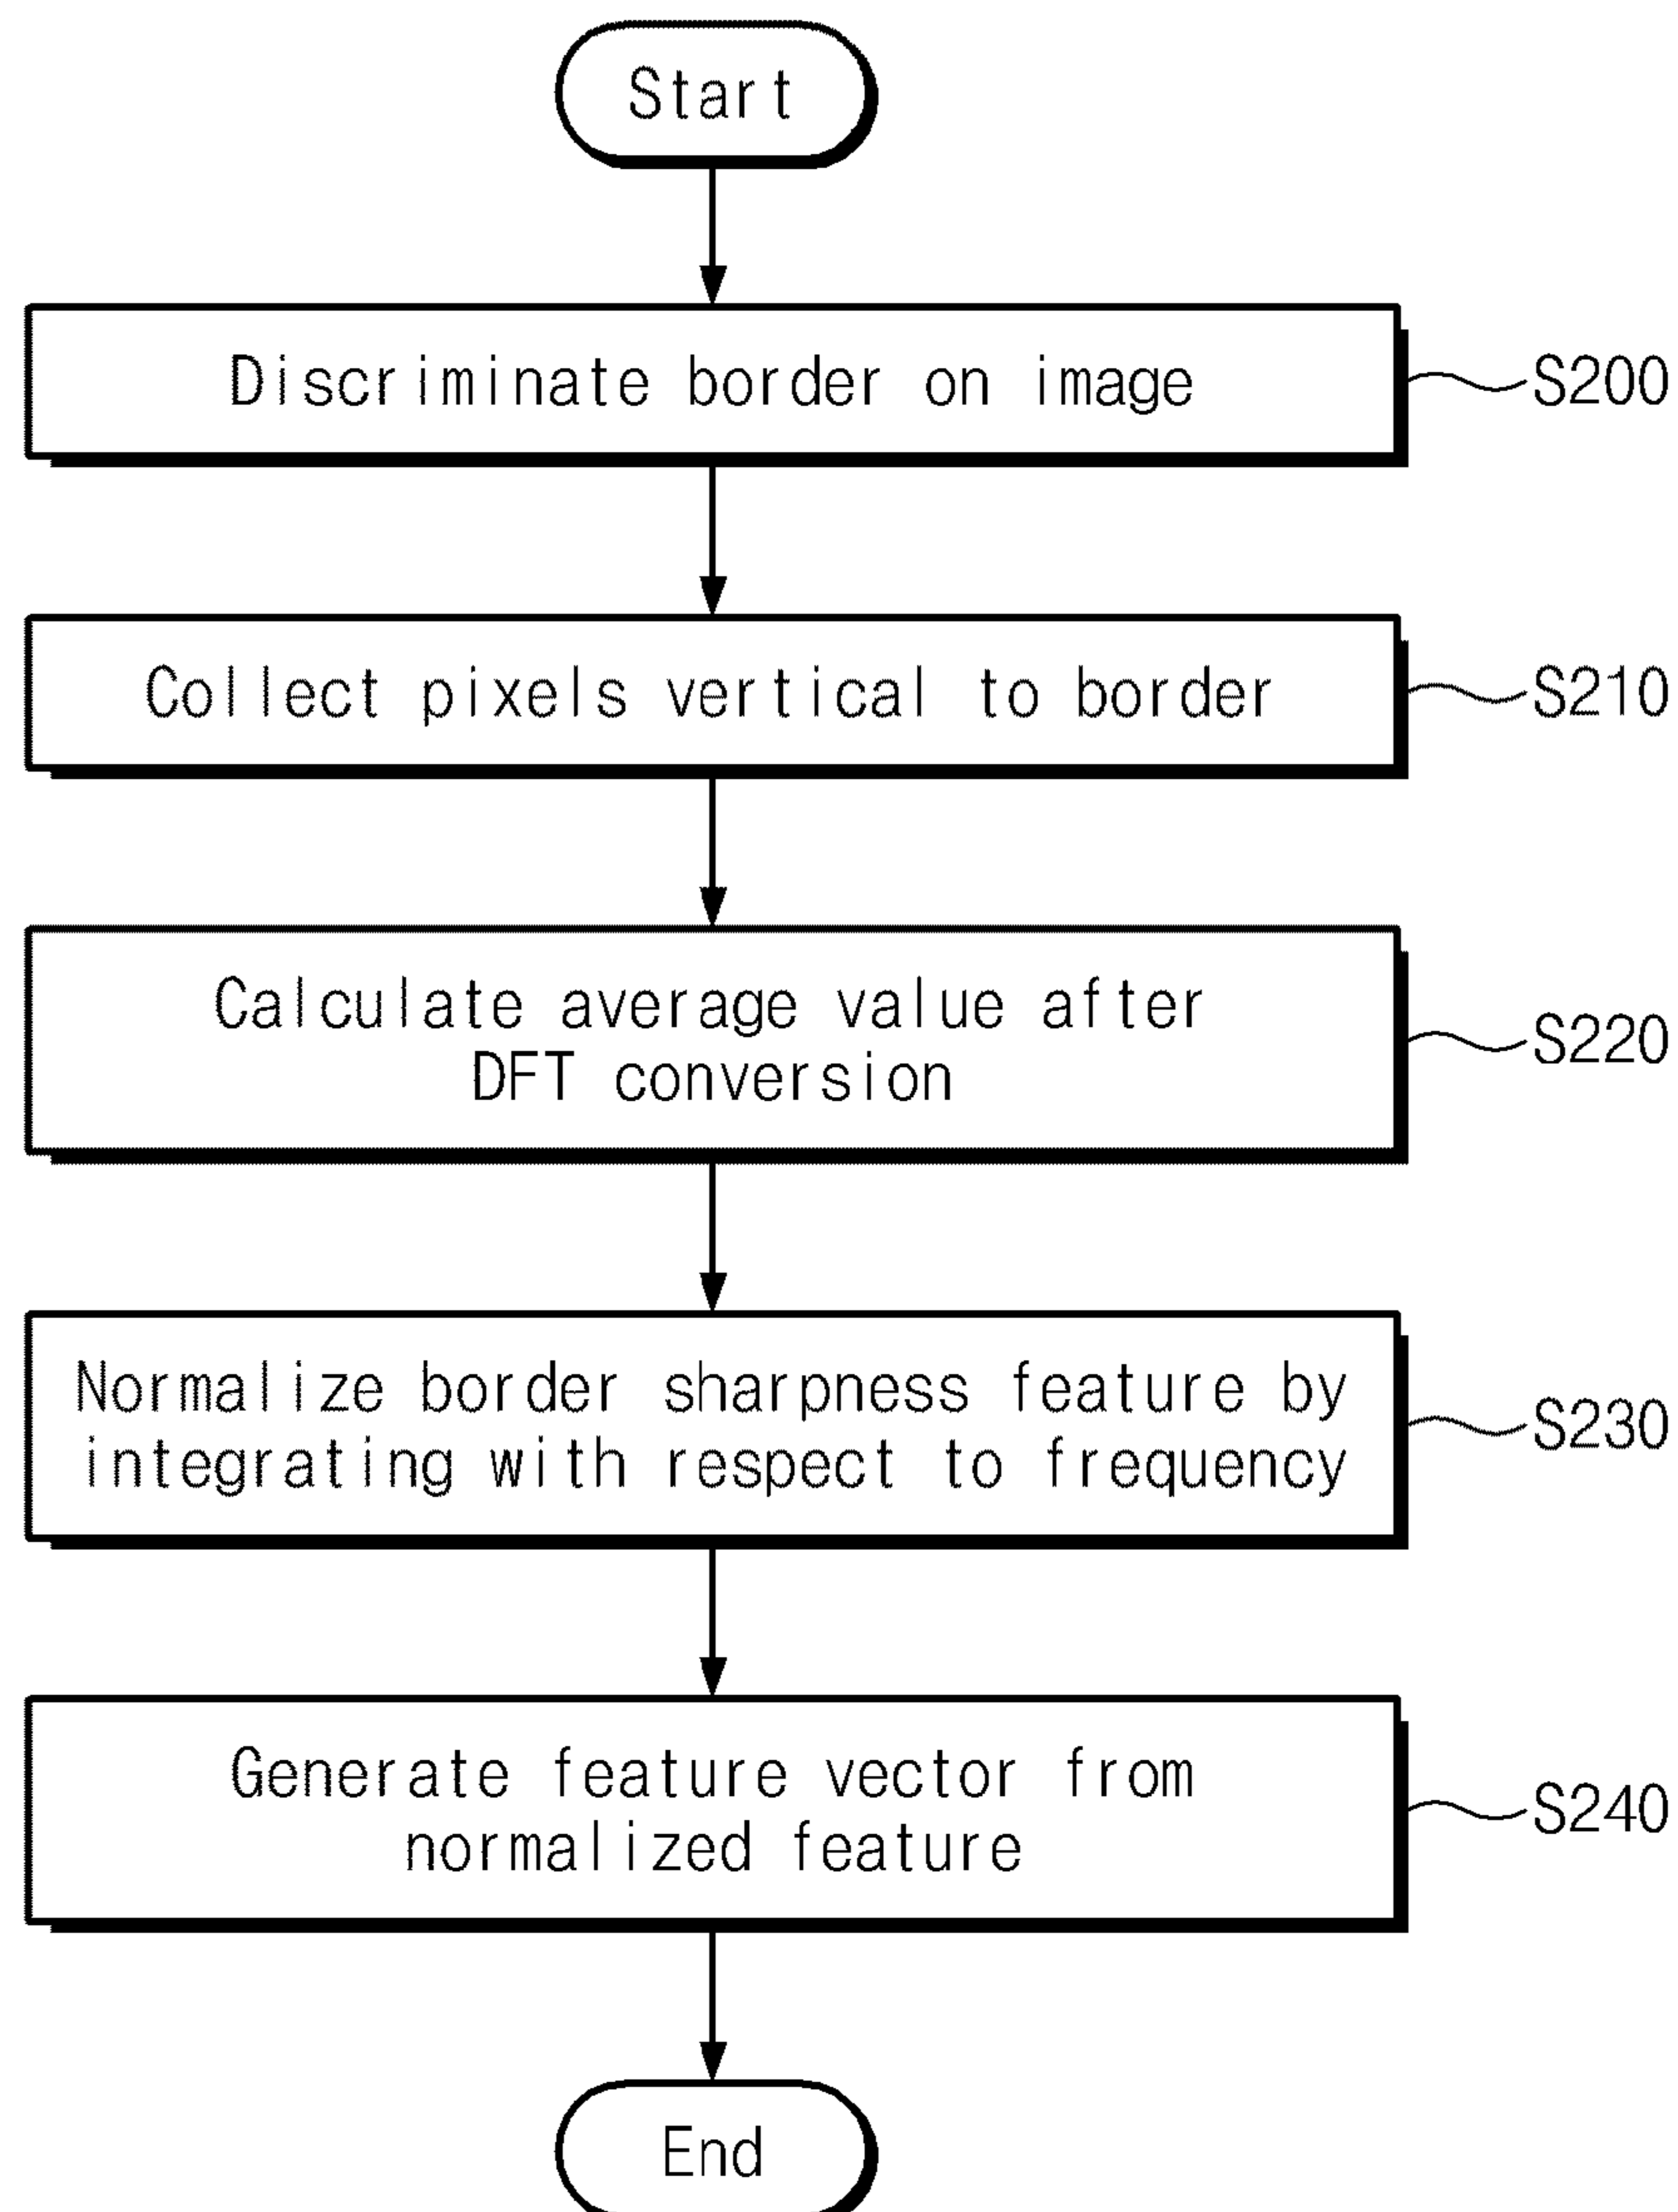 Start
Discriminate border on image
S200
Collect pixels vertical to border
S210
Calculate average value after
DFT conversion
S220
Normalize border sharpness feature by
integrating with respect to frequency
S230
Generate feature vector from
normalized feature
S240
End